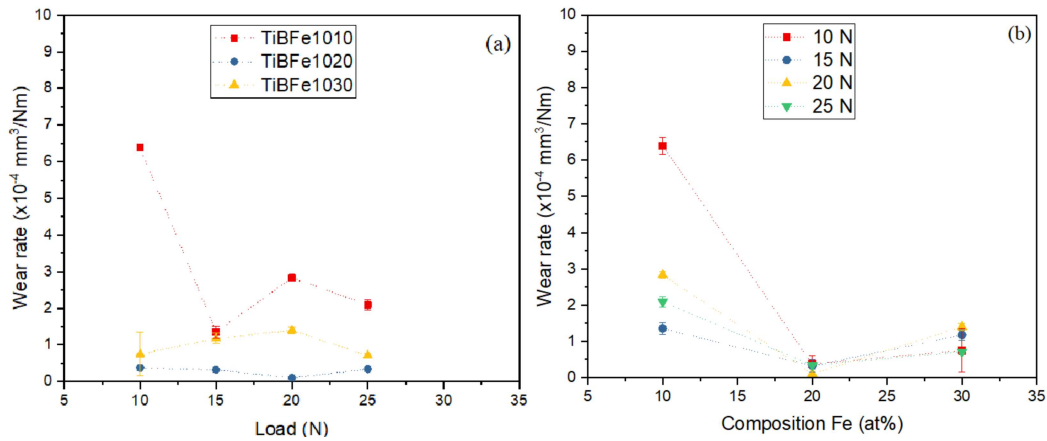 10
9
8
7
6
5
4
3
2
1
0
Wear rate (x10⁻⁴ mm³/Nm)
5 10 15 20 25 30 35
Load (N)
TiBFe1010
TiBFe1020
TiBFe1030
(a)
10
9
8
7
6
5
4
3
2
1
0
Wear rate (x10⁻⁴ mm³/Nm)
5 10 15 20 25 30 35
Composition Fe (at%)
10 N
15 N
20 N
25 N
(b)